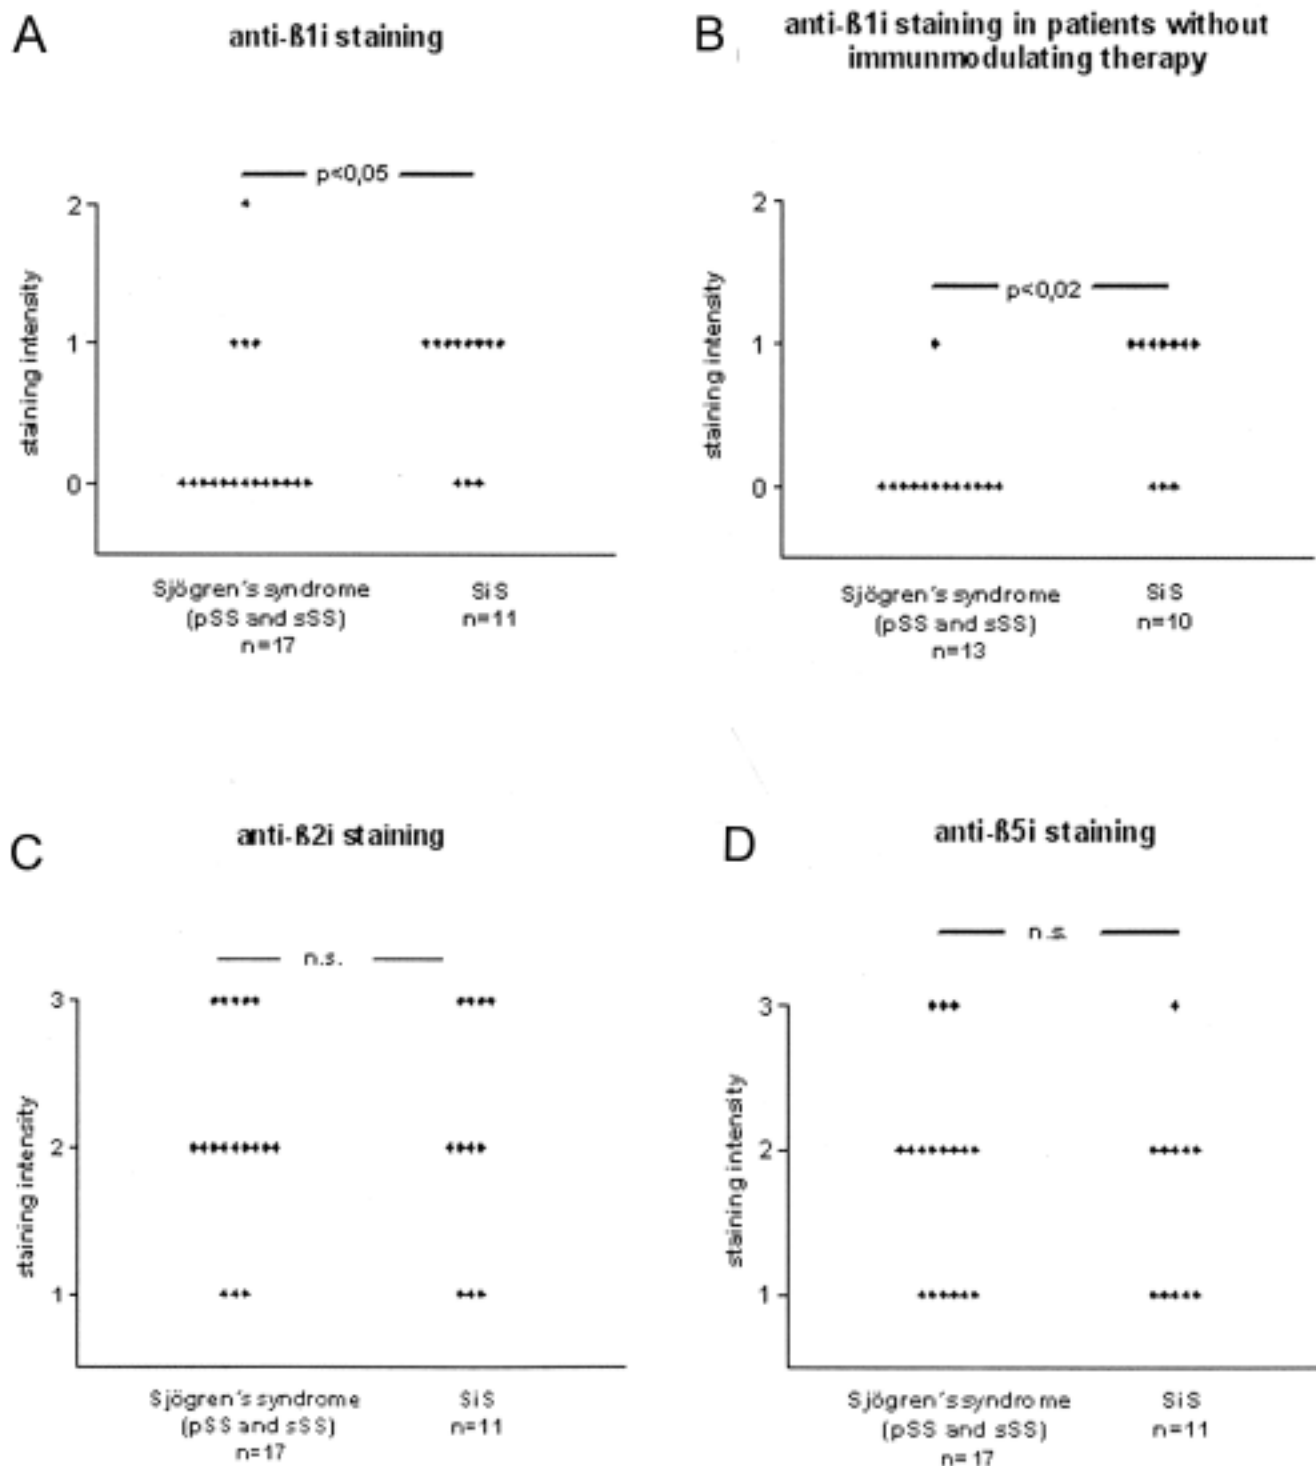 A
anti-ß1i staining
p<0,05
2
1
0
staining intensity
Sjögren´s syndrome
(pSS and sSS)
n=17
SiS
n=11
B
anti-ß1i staining in patients without
immunmodulating therapy
p<0,02
2
1
0
staining intensity
Sjögren´s syndrome
(pSS and sSS)
n=13
SiS
n=10
C
anti-ß2i staining
n.s.
3
2
1
staining intensity
Sjögren´s syndrome
(pSS and sSS)
n=17
SiS
n=11
D
anti-ß5i staining
n.s.
3
2
1
staining intensity
Sjögren´s syndrome
(pSS and sSS)
n=17
SiS
n=11